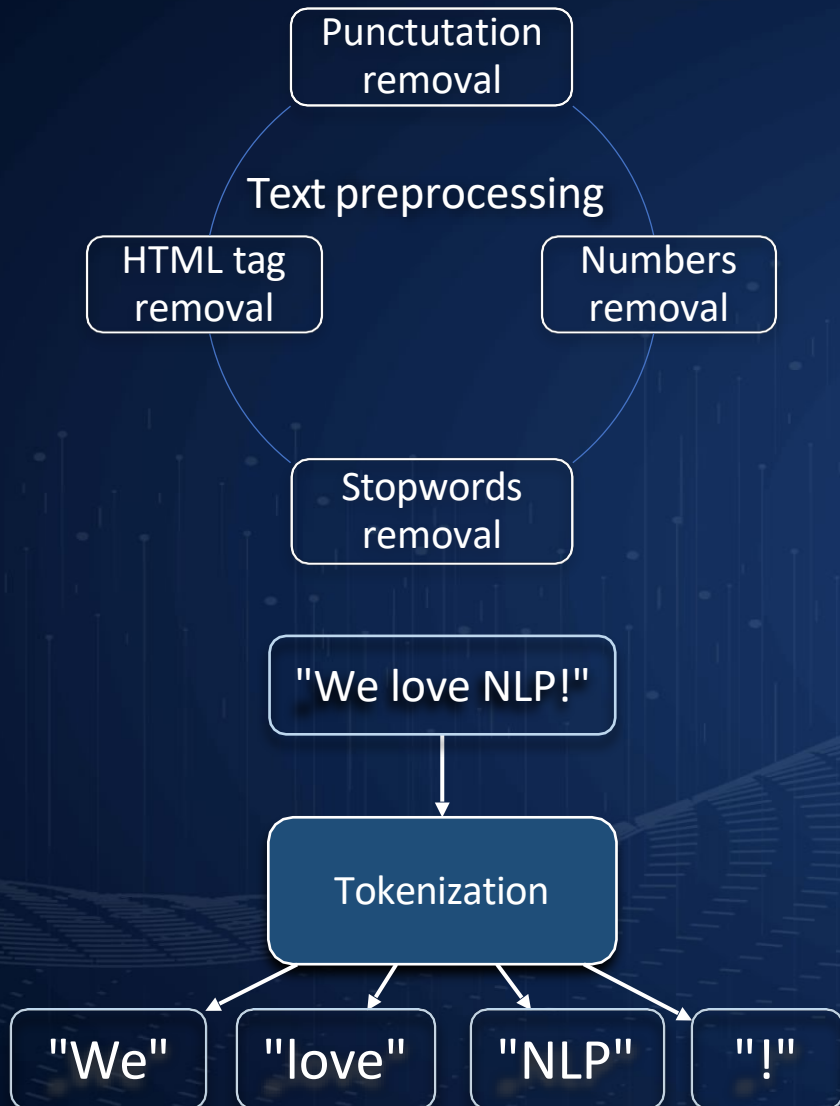 Punctutation
removal
Text preprocessing
HTML tag
removal
Numbers
removal
Stopwords
removal
"We love NLP!"
Tokenization
"We"
"love"
"NLP"
"!"